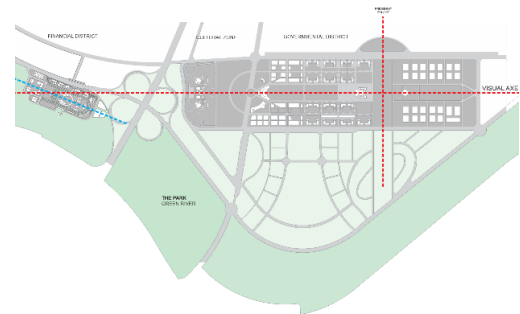 FINANCIAL DISTRICT
CULTURAL ZONE
GOVERNMENTAL DISTRICT
VISUAL AXE
THE PARK
GREEN RIVER